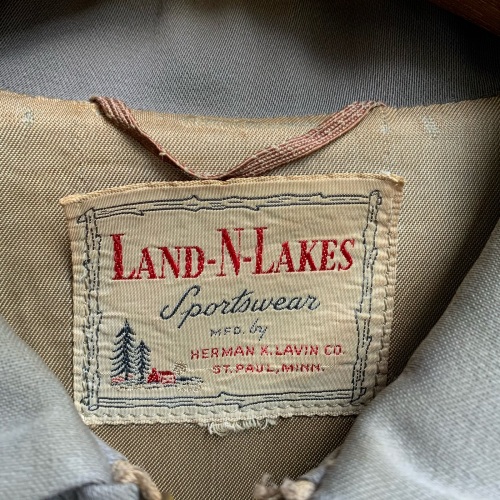 LAND-N-LAKES
Sportswear
MFD. by
HERMAN K. LAVIN CO.
ST. PAUL, MINN.